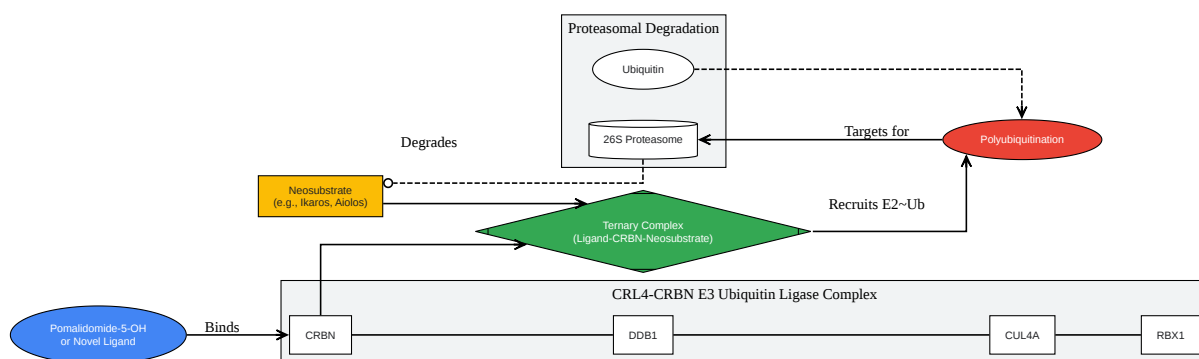 Proteasomal Degradation
Ubiquitin
Degrades
26S Proteasome
Targets for
Polyubiquitination
Neosubstrate
(e.g., Ikaros, Aiolos)
Recruits E2~Ub
Ternary Complex
(Ligand-CRBN-Neosubstrate)
CRL4-CRBN E3 Ubiquitin Ligase Complex
Pomalidomide-5-OH
or Novel Ligand
Binds
CRBN
DDB1
CUL4A
RBX1